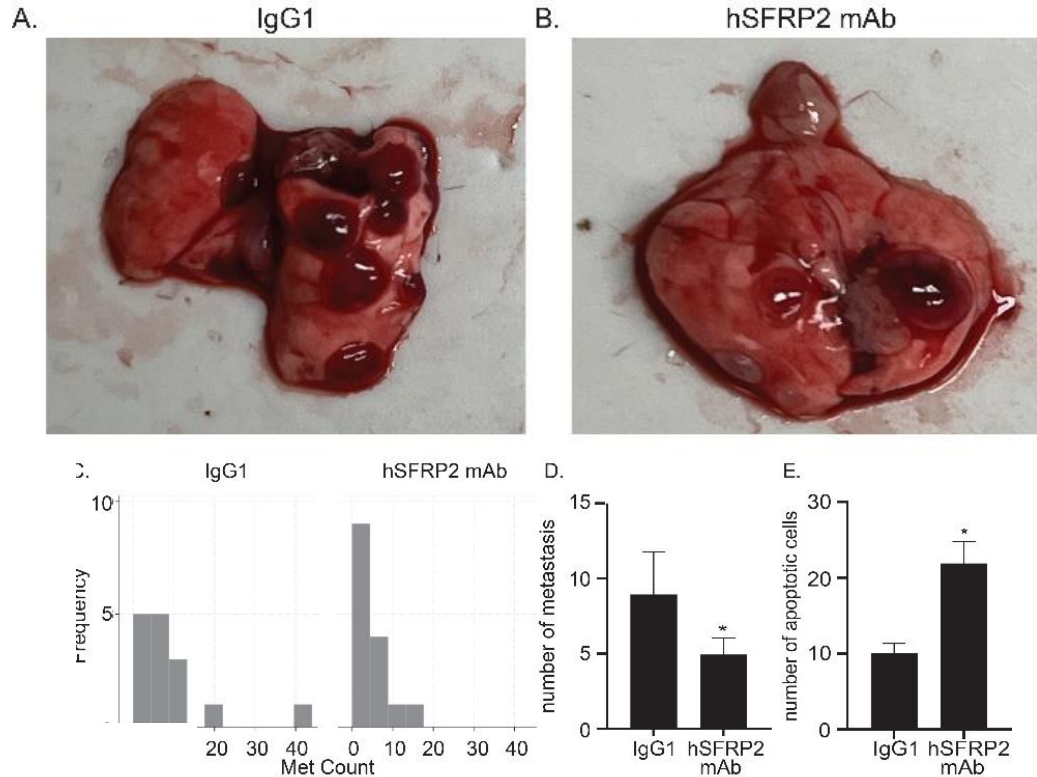 A.
IgG1
B.
hSFRP2 mAb
C.
IgG1
hSFRP2 mAb
Frequency
10
5
20
40
0
10
20
30
40
Met Count
D.
number of metastasis
15
10
5
0
IgG1
hSFRP2
mAb
*
E.
number of apoptotic cells
30
20
10
0
IgG1
hSFRP2
mAb
*